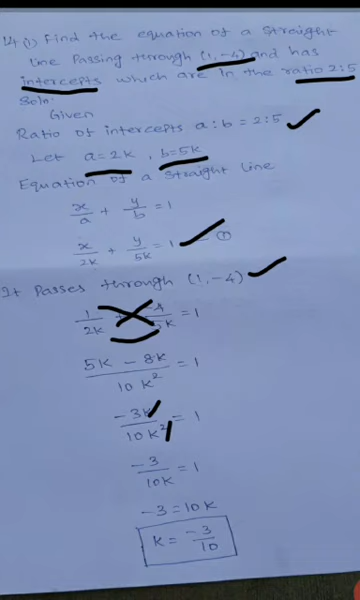 14 (1) Find the equation of a straight
line passing through (1,-4) and has
intercepts which are in the ratio 2:5
Soln:
Given
Ratio of intercepts a:b = 2:5
Let a=2k, b=5k
Equation of a straight line
x/a + y/b = 1
x/2k + y/5k = 1 — ①
It passes through (1,-4)
1/2k + -4/5k = 1
5k - 8k / 10k² = 1
-3k / 10k² = 1
-3/10k = 1
-3 = 10k
k = -3/10